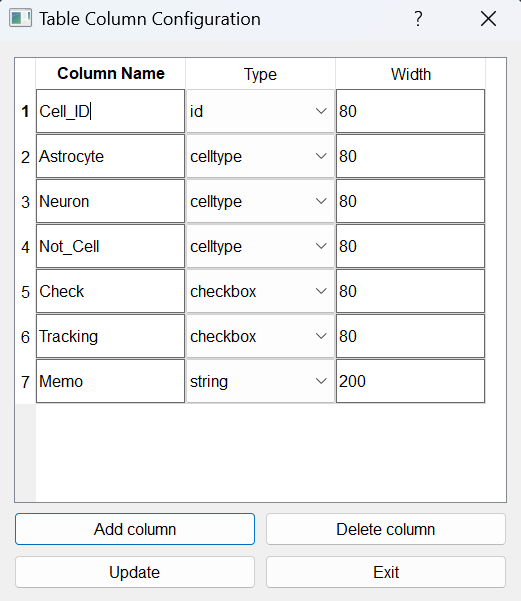 Table Column Configuration ?
Column Name Type Width
1 Cell_ID id 80
2 Astrocyte celltype 80
3 Neuron celltype 80
4 Not_Cell celltype 80
5 Check checkbox 80
6 Tracking checkbox 80
7 Memo string 200
Add column Delete column
Update Exit